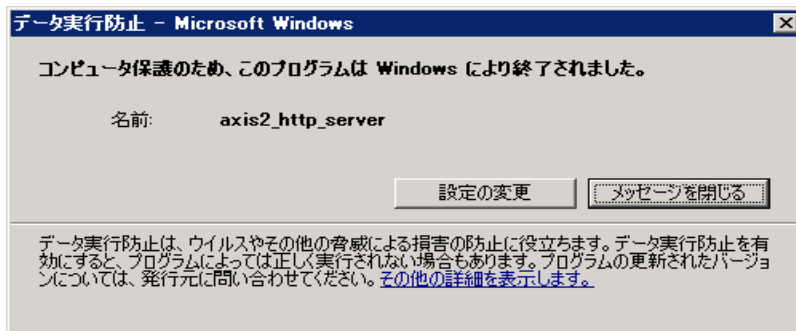 データ実行防止 - Microsoft Windows
コンピュータ保護のため、このプログラムは Windows により終了されました。
名前: axis2_http_server
設定の変更 メッセージを閉じる
データ実行防止は、ウイルスやその他の脅威による損害の防止に役立ちます。データ実行防止を有
効にすると、プログラムによっては正しく実行されない場合もあります。プログラムの更新されたバージョ
ンについては、発行元に問い合わせてください。その他の詳細を表示します。